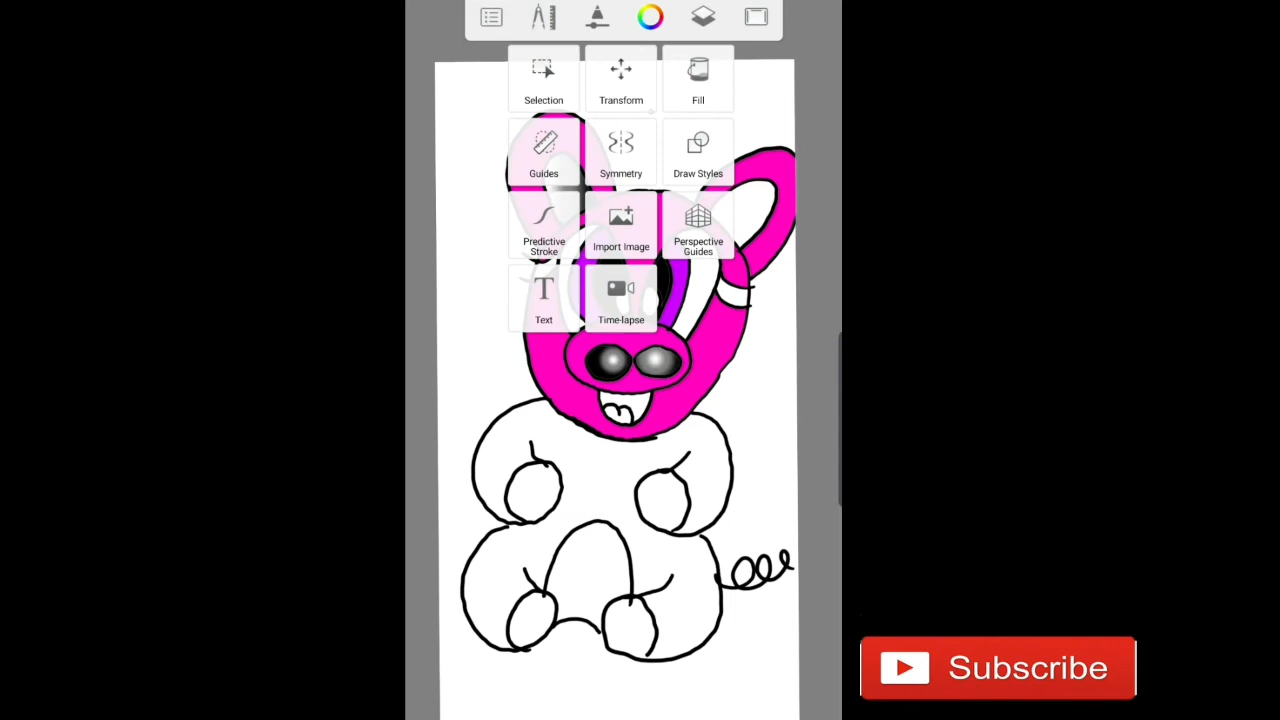 Selection
Transform
Fill
Guides
Symmetry
Draw Styles
Predictive
Stroke
Import Image
Perspective
Guides
Text
Time-lapse
Subscribe